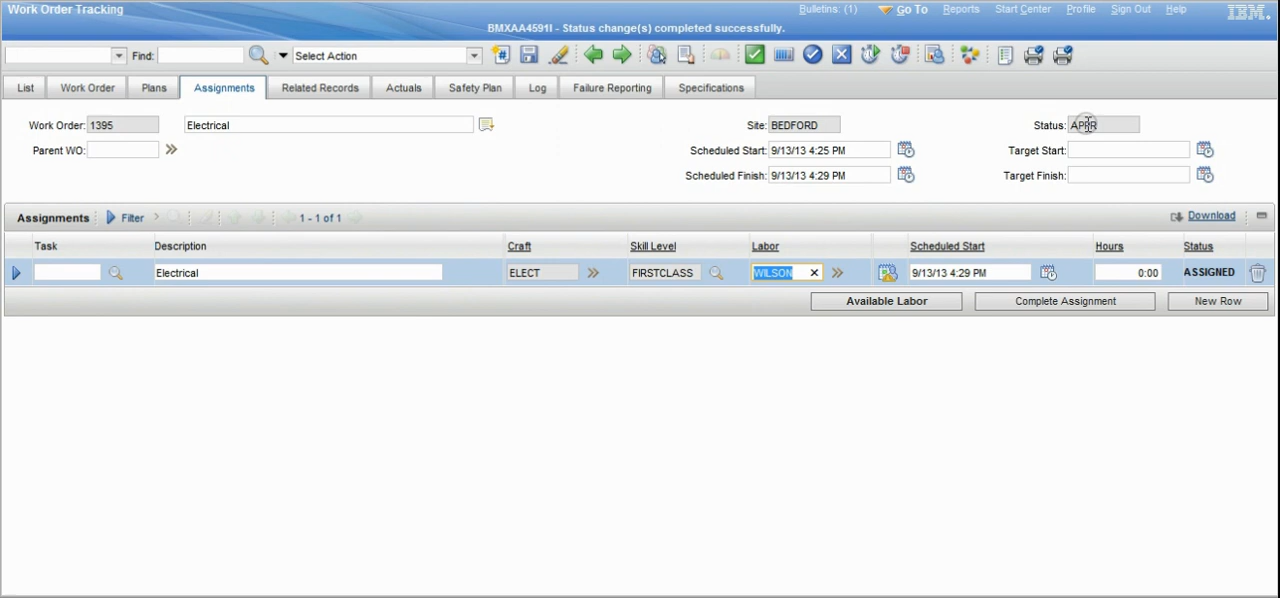 Work Order Tracking
Bulletins: (1) Go To Reports Start Center Profile Sign Out Help IBM.
BMXAA4591I - Status change(s) completed successfully.
Find: Select Action
List Work Order Plans Assignments Related Records Actuals Safety Plan Log Failure Reporting Specifications
Work Order: 1395 Electrical Site: BEDFORD Status: APPR
Parent WO: Scheduled Start: 9/13/13 4:25 PM Target Start:
Scheduled Finish: 9/13/13 4:29 PM Target Finish:
Assignments Filter 1 - 1 of 1 Download
Task Description Craft Skill Level Labor Scheduled Start Hours Status
Electrical ELECT FIRSTCLASS WILSON 9/13/13 4:29 PM 0:00 ASSIGNED
Available Labor Complete Assignment New Row